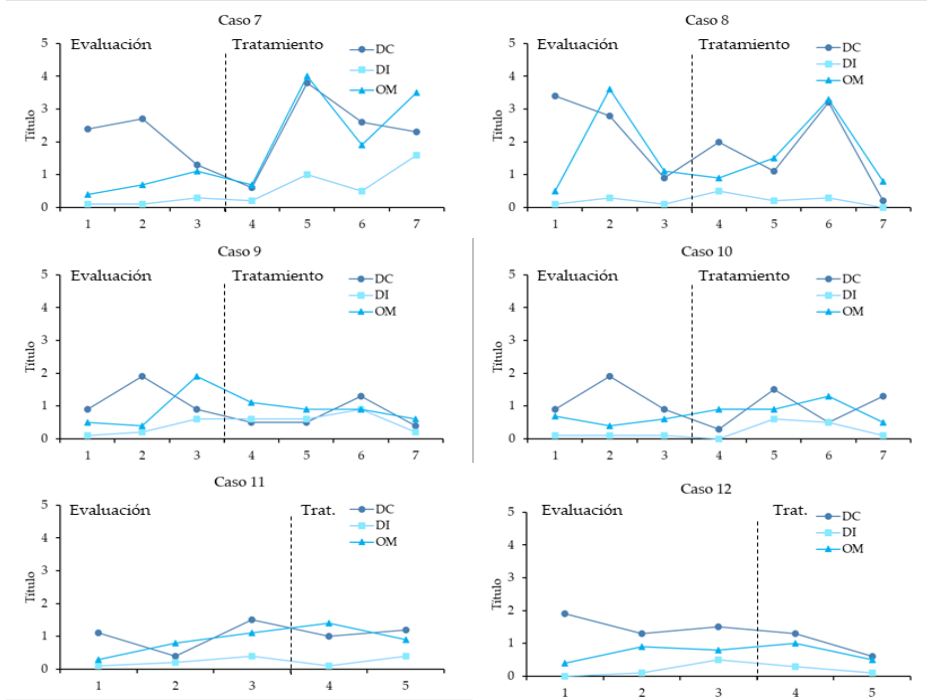 Caso 7
Evaluación
Tratamiento
DC
DI
OM
Título
5
4
3
2
1
0
1 2 3 4 5 6 7
Caso 8
Evaluación
Tratamiento
DC
DI
OM
Título
5
4
3
2
1
0
1 2 3 4 5 6 7
Caso 9
Evaluación
Tratamiento
DC
DI
OM
Título
5
4
3
2
1
0
1 2 3 4 5 6 7
Caso 10
Evaluación
Tratamiento
DC
DI
OM
Título
5
4
3
2
1
0
1 2 3 4 5 6 7
Caso 11
Evaluación
Trat.
DC
DI
OM
Título
5
4
3
2
1
0
1 2 3 4 5
Caso 12
Evaluación
Trat.
DC
DI
OM
Título
5
4
3
2
1
0
1 2 3 4 5